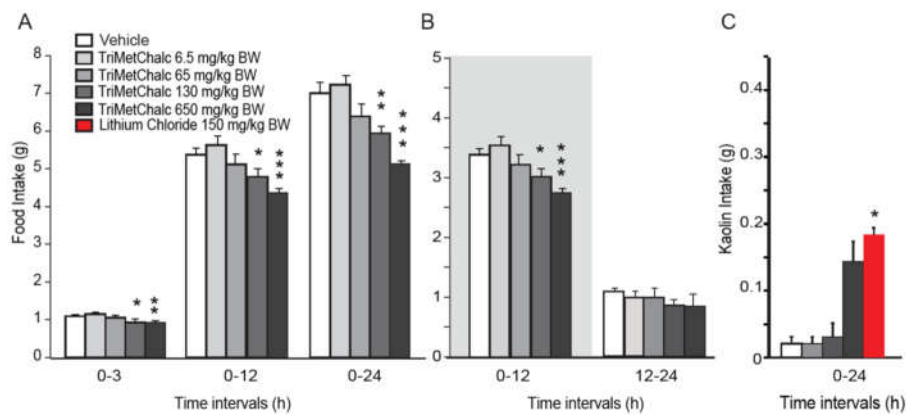 A
B
C
Vehicle
TriMetChalc 6.5 mg/kg BW
TriMetChalc 65 mg/kg BW
TriMetChalc 130 mg/kg BW
TriMetChalc 650 mg/kg BW
Lithium Chloride 150 mg/kg BW
Food Intake (g)
8
7
6
5
4
3
2
1
0
* ** * *** ** ***
0-3 0-12 0-24
Time intervals (h)
5
4
3
2
1
0
* ***
0-12 12-24
Time intervals (h)
Kaolin Intake (g)
0.4
0.3
0.2
0.1
0
*
0-24
Time intervals (h)